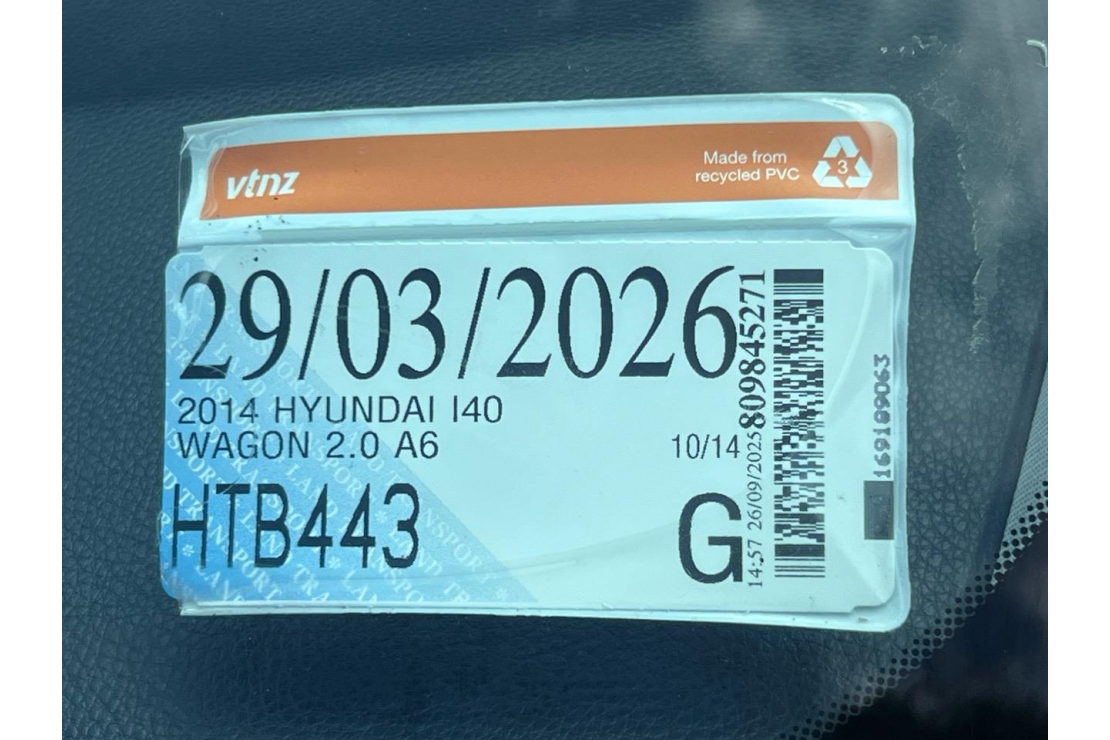 vtnz
Made from
recycled PVC
3
29/03/2026
2014 HYUNDAI I40
WAGON 2.0 A6
10/14
HTB443
G
14:57 26/09/2025 809845271
169189063